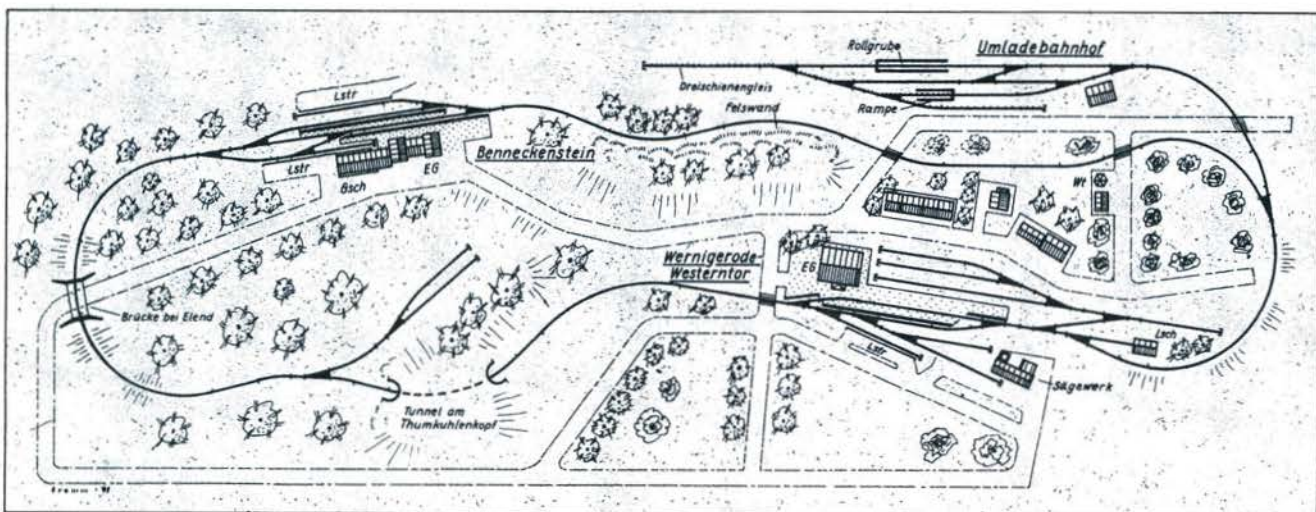 Rollgrube
Umladebahnhof
Lstr
Dreischienengleis
Rampe
Felswand
Lstr
Gsch
EG
Benneckenstein
Wt
Wernigerode-
Westerntor
EG
Brücke bei Elend
Lstr
Lsch
Sägewerk
Tunnel am
Thumkuhlenkopf